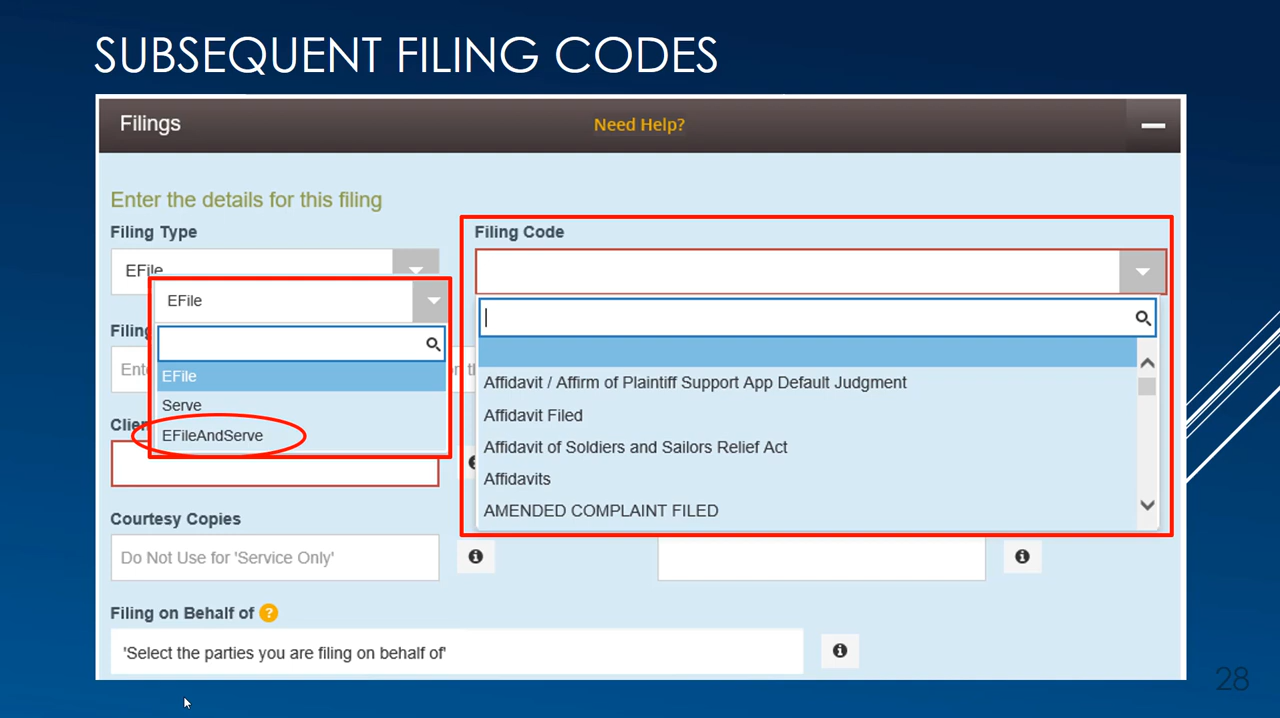 SUBSEQUENT FILING CODES
Filings
Need Help?
Enter the details for this filing
Filing Type
EFile
EFile
EFile
Serve
EFileAndServe
Filing Code
Affidavit / Affirm of Plaintiff Support App Default Judgment
Affidavit Filed
Affidavit of Soldiers and Sailors Relief Act
Affidavits
AMENDED COMPLAINT FILED
Courtesy Copies
Do Not Use for 'Service Only'
Filing on Behalf of ?
'Select the parties you are filing on behalf of'
28